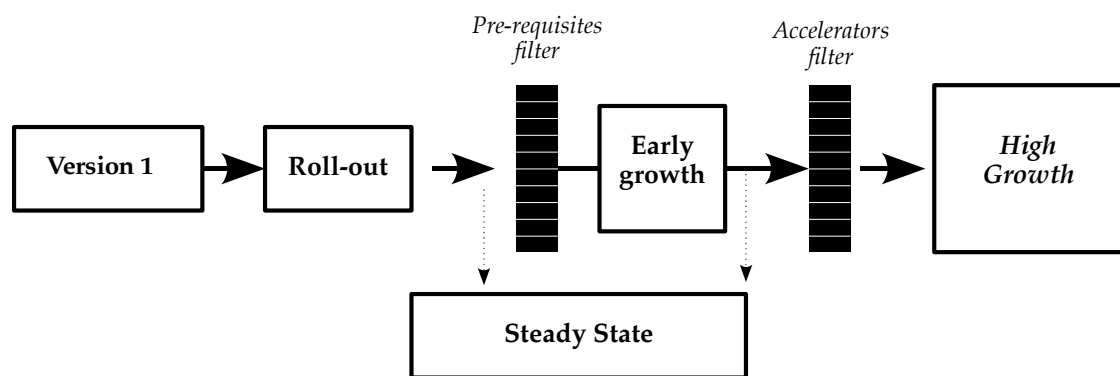 Pre-requisites
filter
Accelerators
filter
Version 1
Roll-out
Early
growth
High
Growth
Steady State